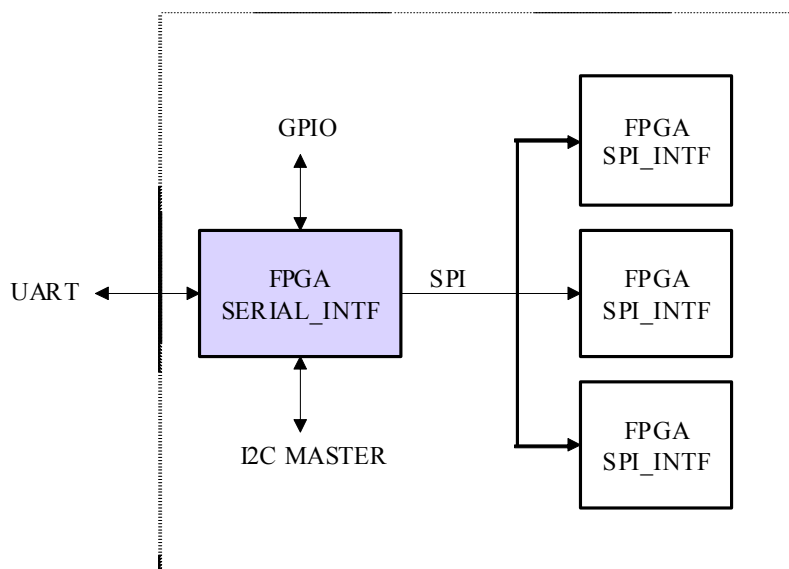 GPIO
FPGA
SPI_INTF
UART
FPGA
SERIAL_INTF
SPI
FPGA
SPI_INTF
I2C MASTER
FPGA
SPI_INTF